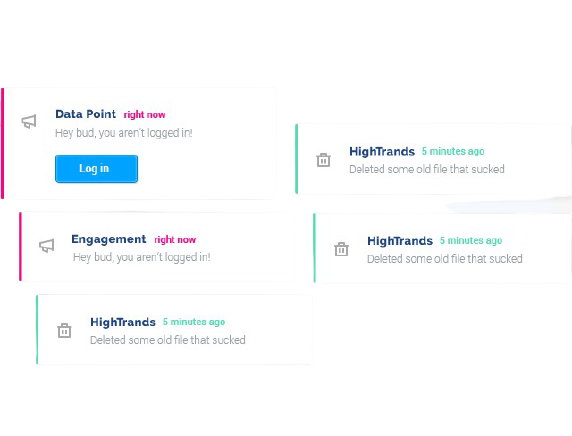 Data Point right now
Hey bud, you aren't logged in!
Log in
Engagement right now
Hey bud, you aren't logged in!
HighTrands 5 minutes ago
Deleted some old file that sucked
HighTrands 5 minutes ago
Deleted some old file that sucked
HighTrands 5 minutes ago
Deleted some old file that sucked